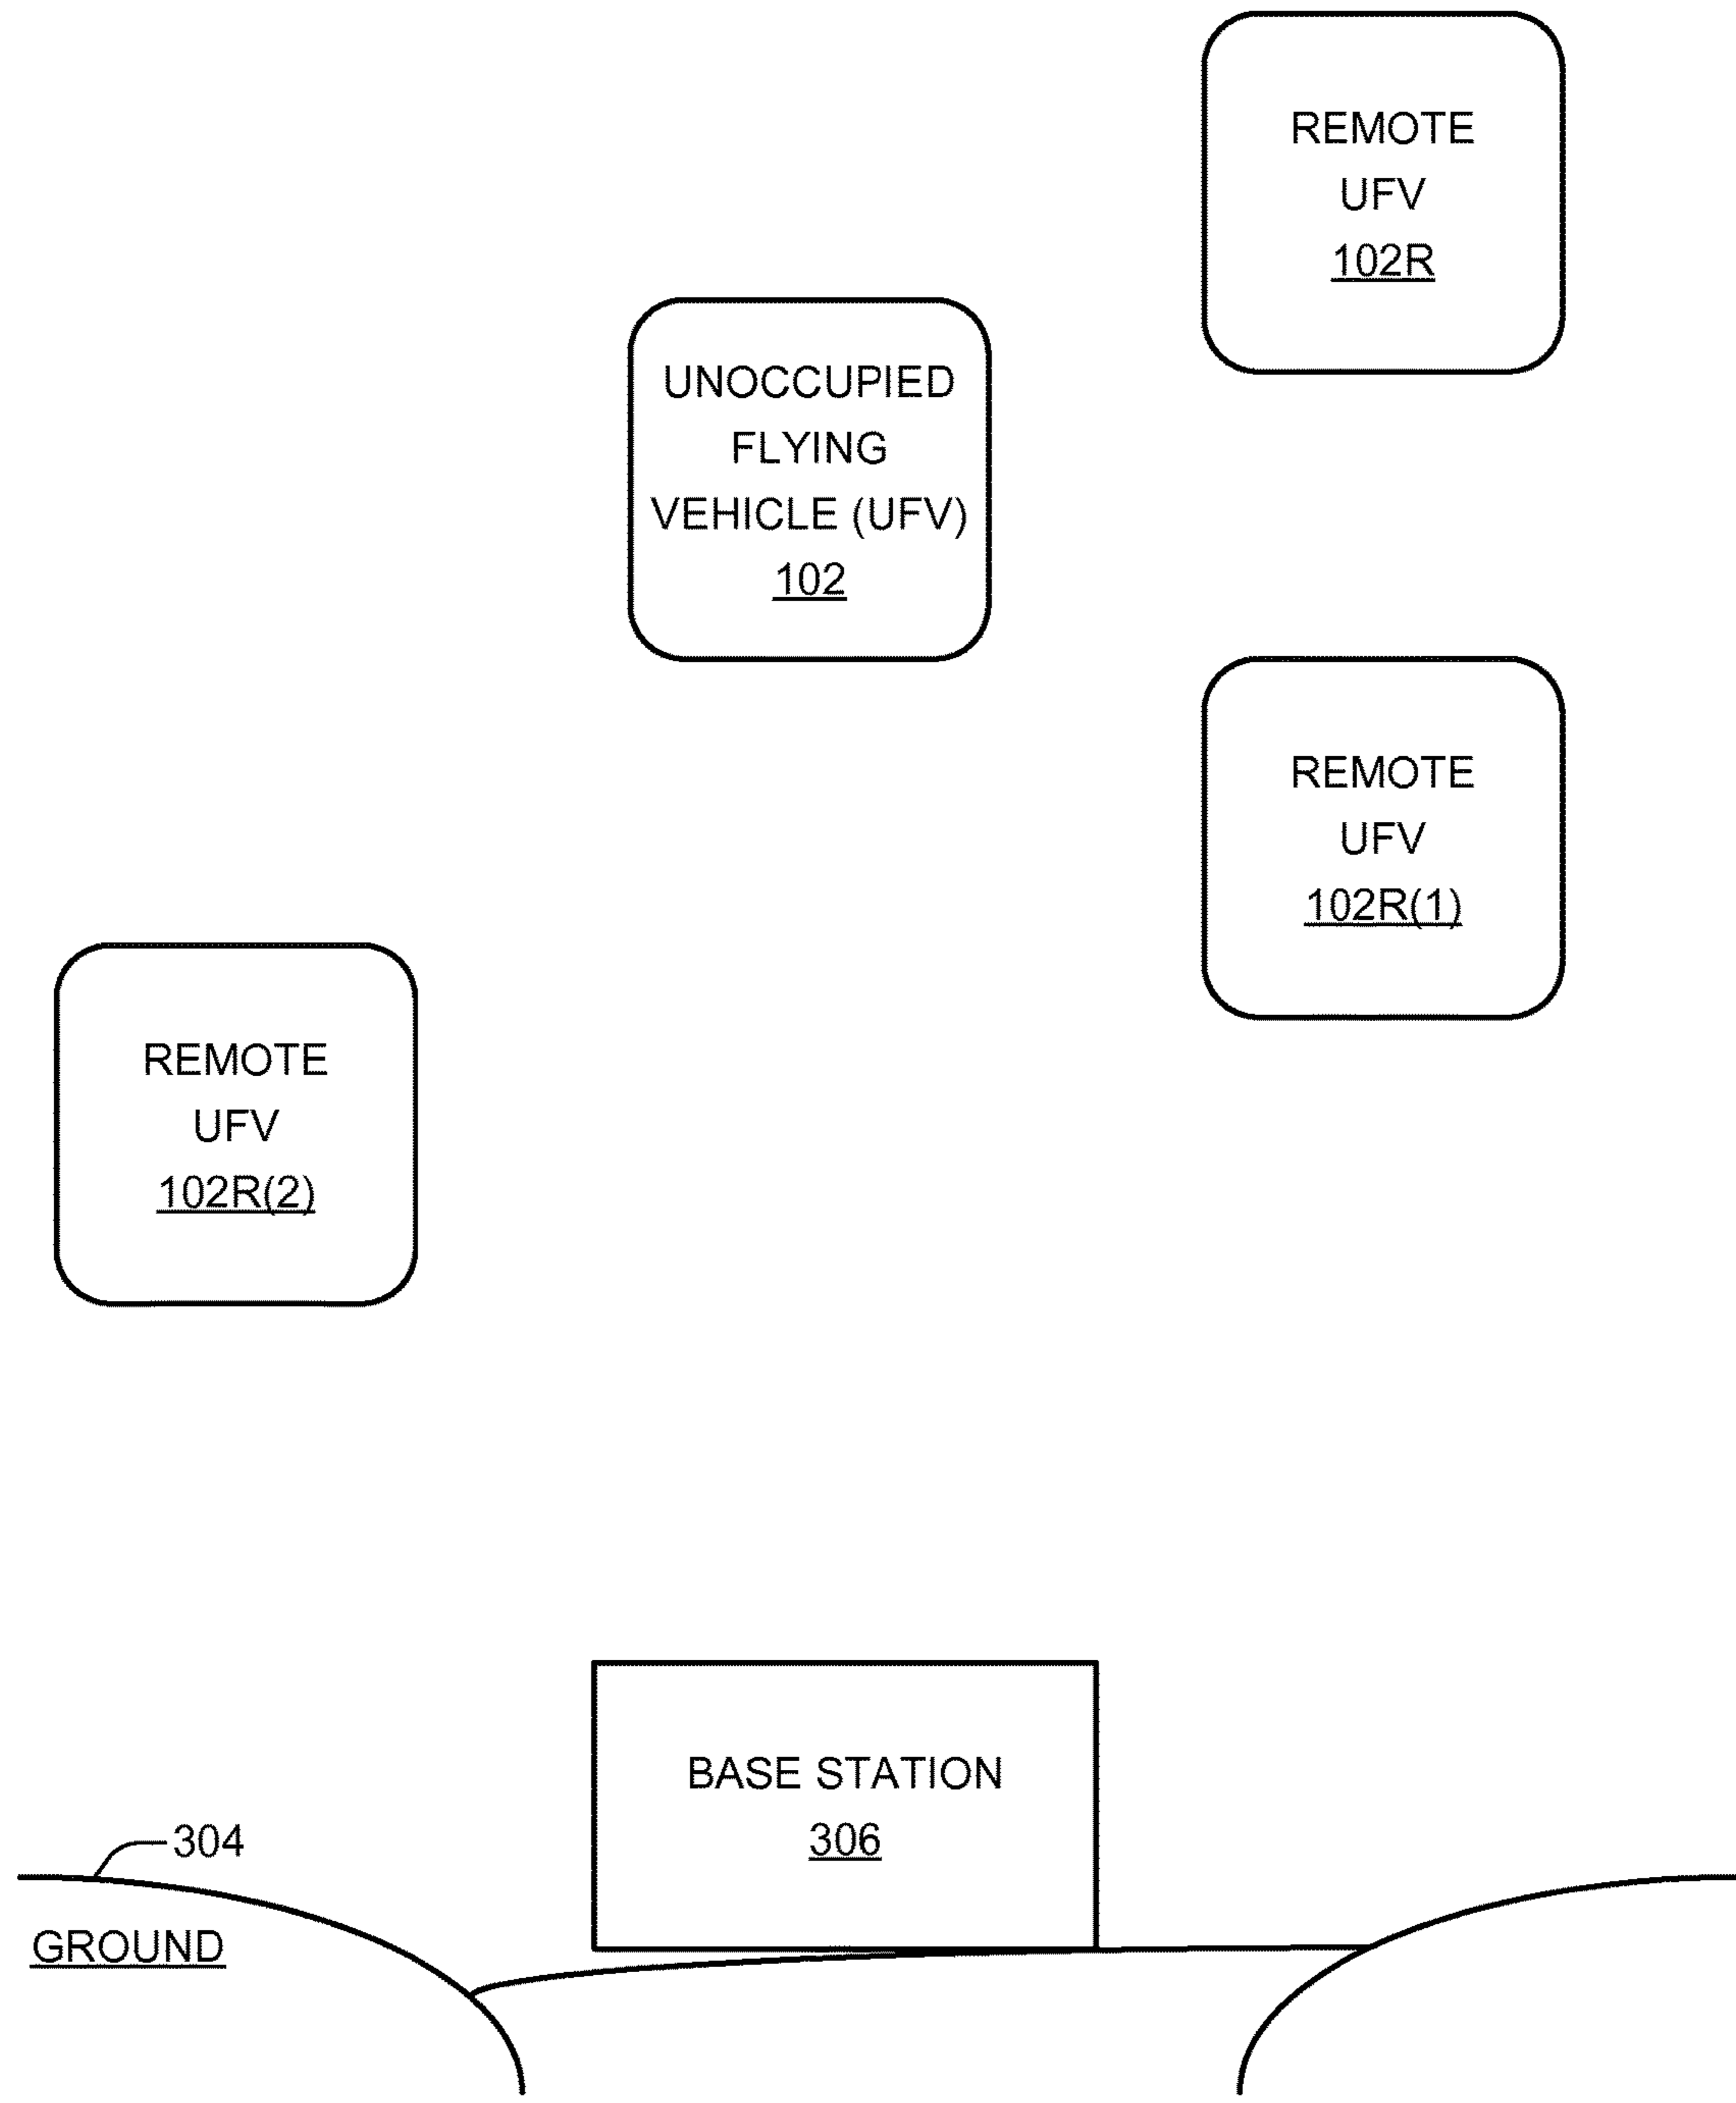 REMOTE
UFV
102R
UNOCCUPIED
FLYING
VEHICLE (UFV)
102
REMOTE
UFV
102R(1)
REMOTE
UFV
102R(2)
BASE STATION
306
304
GROUND